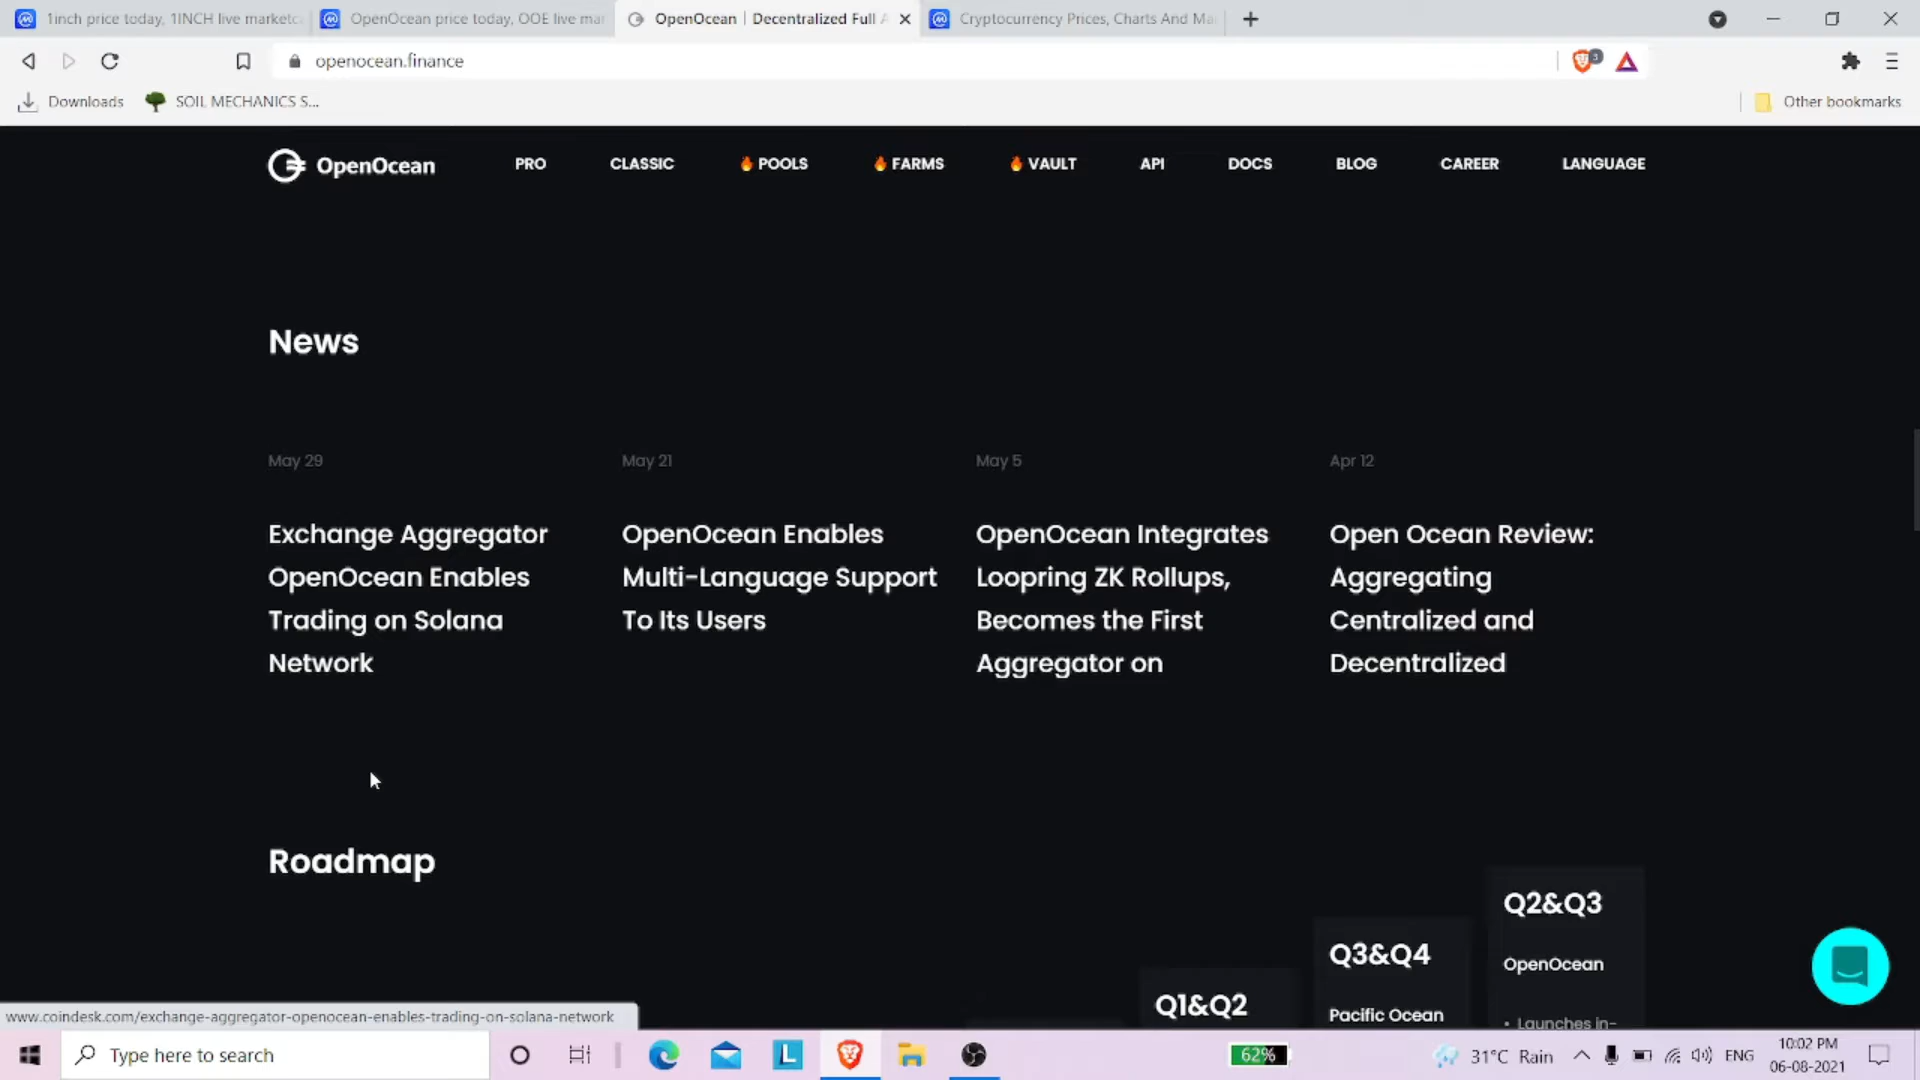 1inch price today, 1INCH live marketc
OpenOcean price today, OOE live mar
OpenOcean | Decentralized Full A
Cryptocurrency Prices, Charts And Ma
openocean.finance
3
Downloads
SOIL MECHANICS S...
Other bookmarks
OpenOcean
PRO
CLASSIC
POOLS
FARMS
VAULT
API
DOCS
BLOG
CAREER
LANGUAGE
News
May 29
Exchange Aggregator
OpenOcean Enables
Trading on Solana
Network
May 21
OpenOcean Enables
Multi-Language Support
To Its Users
May 5
OpenOcean Integrates
Loopring ZK Rollups,
Becomes the First
Aggregator on
Apr 12
Open Ocean Review:
Aggregating
Centralized and
Decentralized
Roadmap
Q1&Q2
Q3&Q4
Pacific Ocean
Q2&Q3
OpenOcean
• Launches in-
www.coindesk.com/exchange-aggregator-openocean-enables-trading-on-solana-network
Type here to search
L
62%
31°C Rain
ENG
10:02 PM
06-08-2021